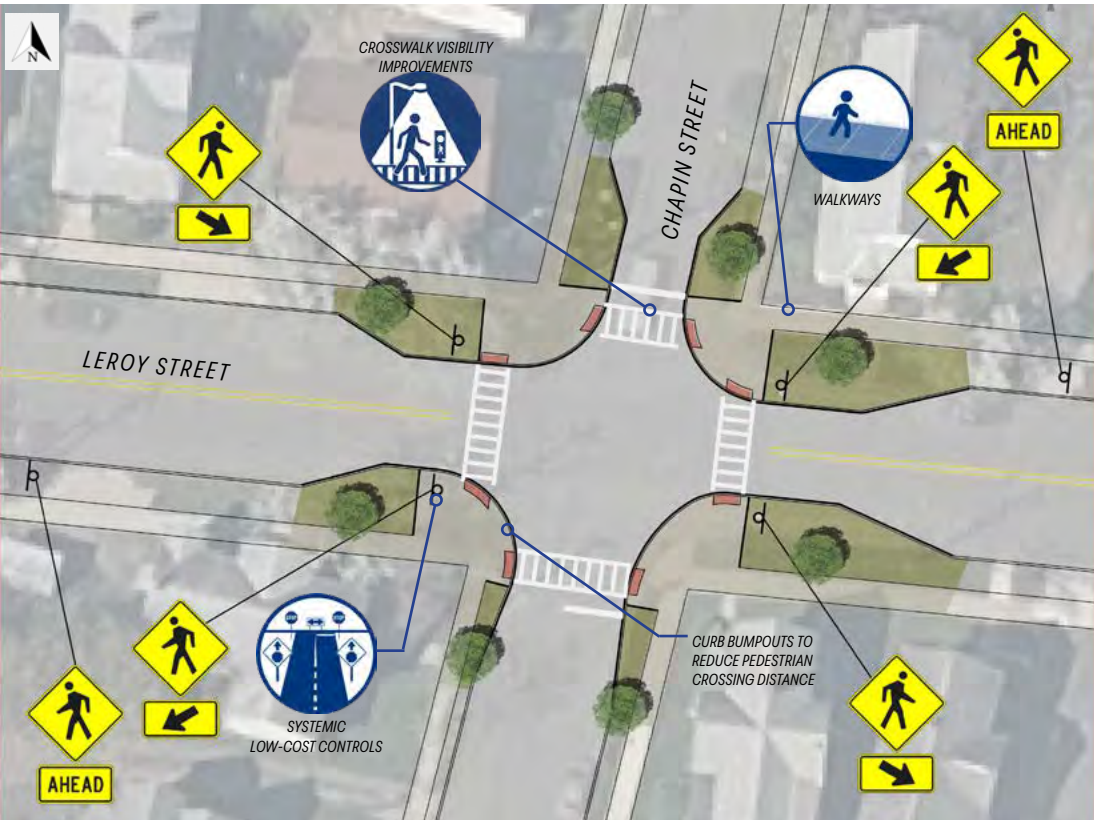 N
CROSSWALK VISIBILITY
IMPROVEMENTS
CHAPIN STREET
WALKWAYS
AHEAD
LEROY STREET
CURB BUMPOUTS TO
REDUCE PEDESTRIAN
CROSSING DISTANCE
SYSTEMIC
LOW-COST CONTROLS
AHEAD